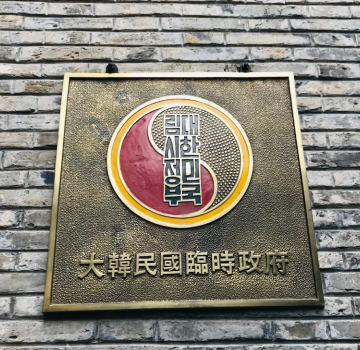 대한민국
림시정부
大韓民國臨時政府